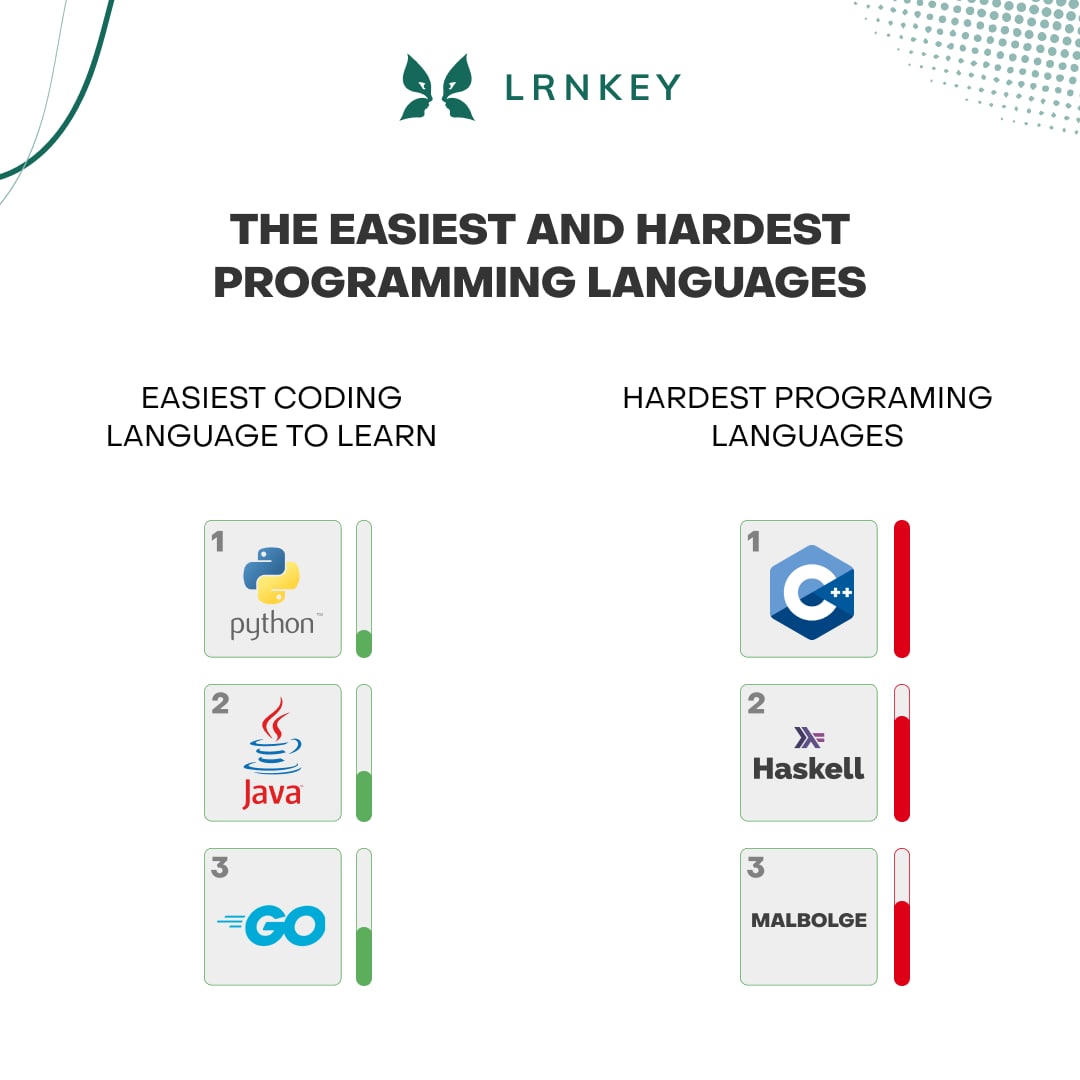 LRNKEY
THE EASIEST AND HARDEST
PROGRAMMING LANGUAGES
EASIEST CODING
LANGUAGE TO LEARN
HARDEST PROGRAMING
LANGUAGES
1
python™
2
Java
3
GO
1
C++
2
Haskell
3
MALBOLGE